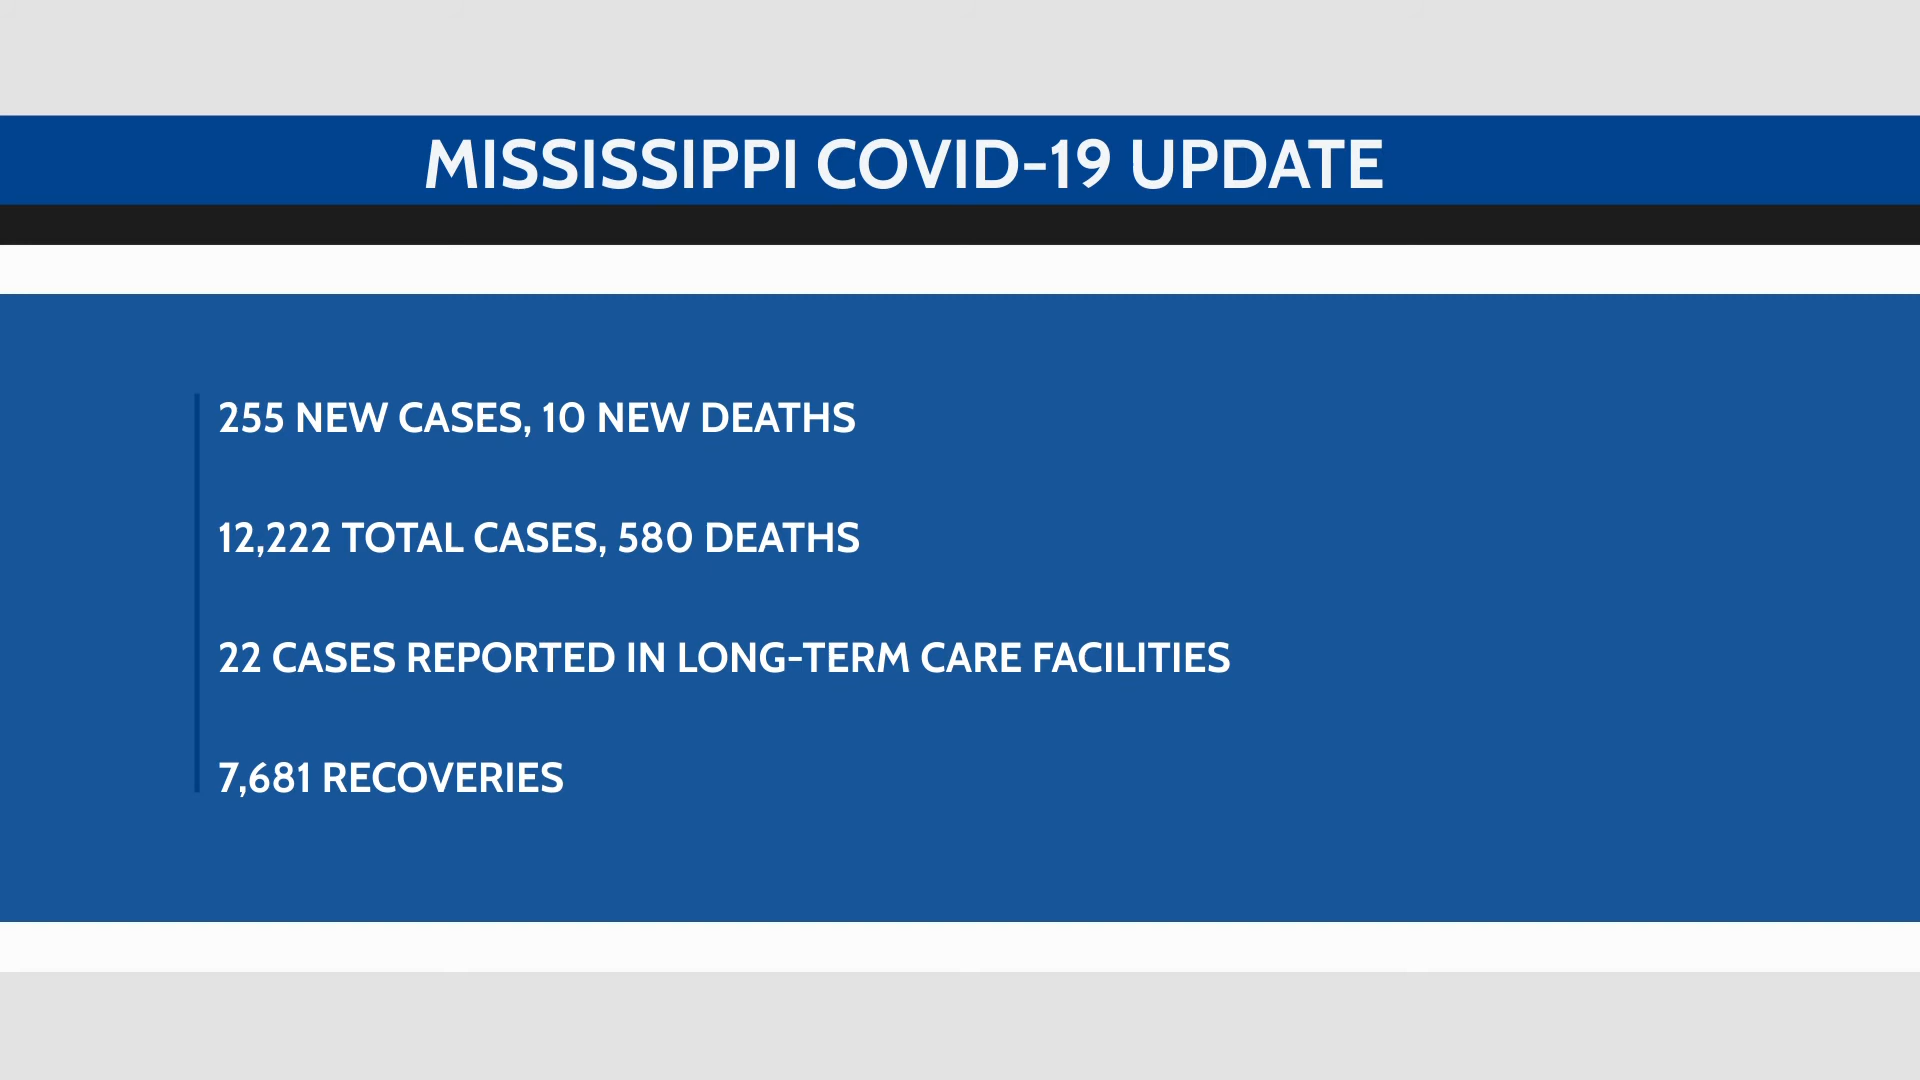 MISSISSIPPI COVID-19 UPDATE
255 NEW CASES, 10 NEW DEATHS
12,222 TOTAL CASES, 580 DEATHS
22 CASES REPORTED IN LONG-TERM CARE FACILITIES
7,681 RECOVERIES